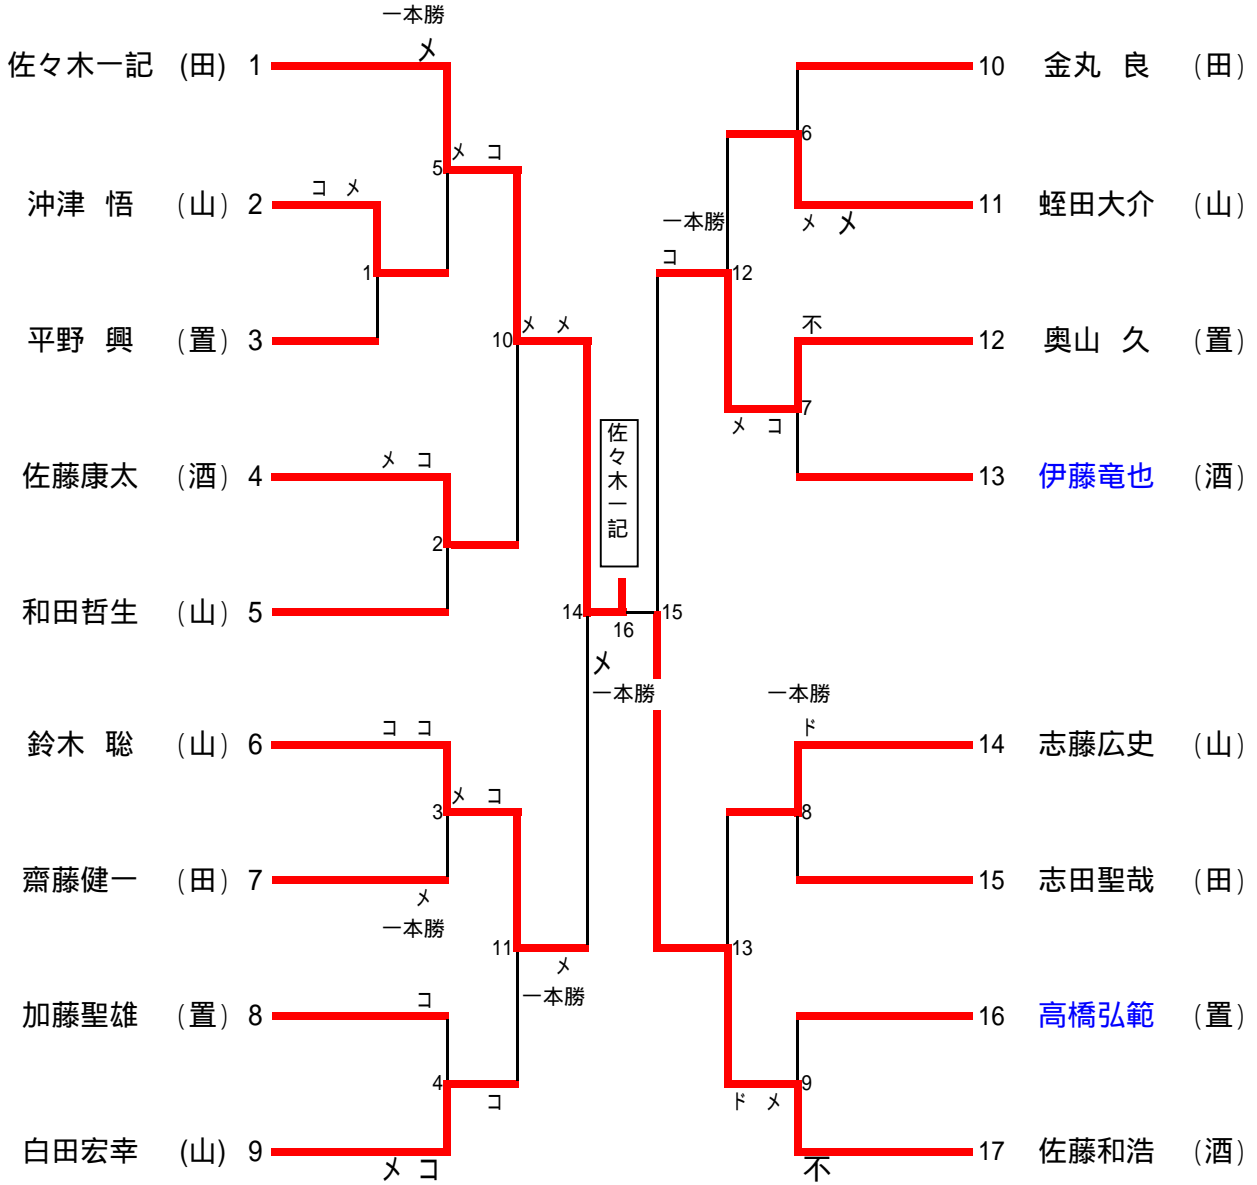 一本勝
メ
佐々木一記 (田) 1
10 金丸 良 (田)
メ コ
5
6
コ メ
沖津 悟 (山) 2
11 蛭田大介 (山)
メ メ
一本勝
コ
1
12
不
平野 興 (置) 3
メ メ
10
12 奥山 久 (置)
7
メ コ
佐々木一記
メ コ
佐藤康太 (酒) 4
13 伊藤竜也 (酒)
2
和田哲生 (山) 5
14
15
16
メ
一本勝
一本勝
ド
コ コ
鈴木 聡 (山) 6
14 志藤広史 (山)
メ コ
3
8
齋藤健一 (田) 7
15 志田聖哉 (田)
メ
一本勝
11
13
メ
一本勝
コ
加藤聖雄 (置) 8
16 高橋弘範 (置)
4
9
コ
ド メ
白田宏幸 (山) 9
17 佐藤和浩 (酒)
メ コ
不